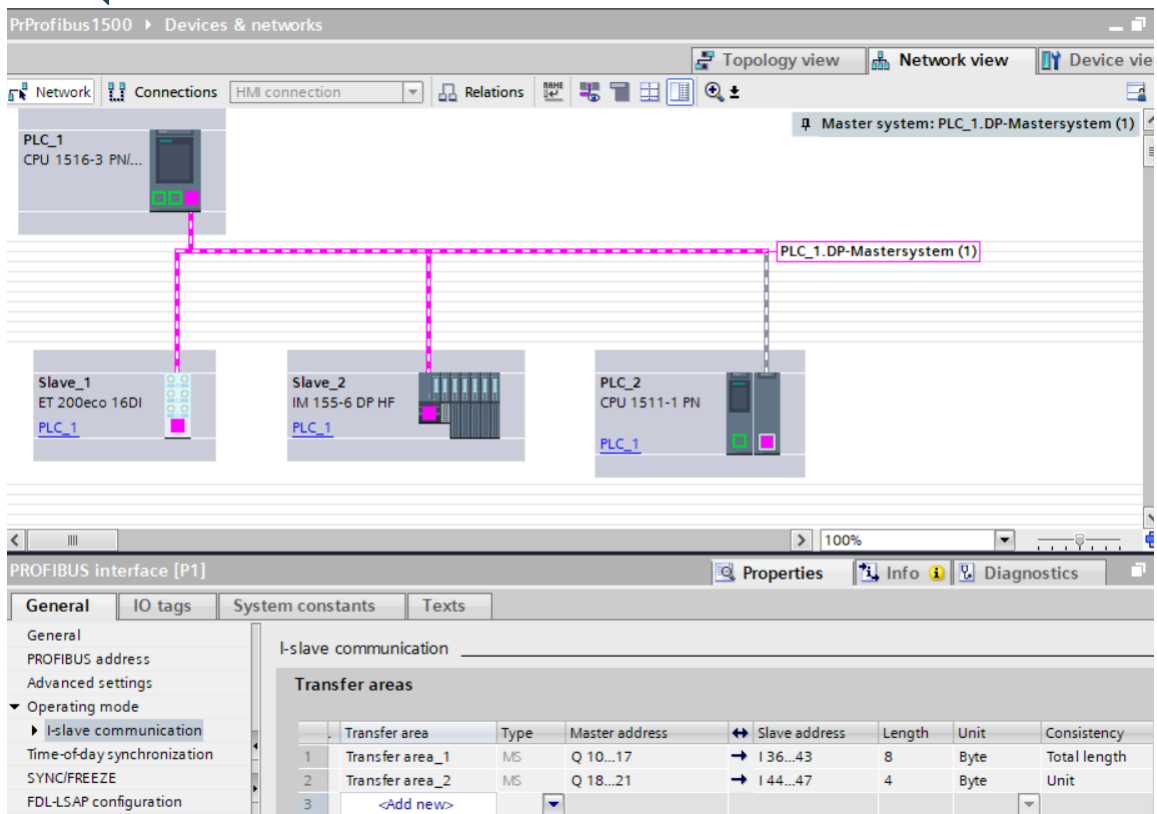 PrProfibus1500 ▸ Devices & networks
Topology view Network view Device vie
Network Connections HMI connection Relations
Master system: PLC_1.DP-Mastersystem (1)
PLC_1
CPU 1516-3 PN/...
PLC_1.DP-Mastersystem (1)
Slave_1
ET 200eco 16DI
PLC_1
Slave_2
IM 155-6 DP HF
PLC_1
PLC_2
CPU 1511-1 PN
PLC_1
100%
PROFIBUS interface [P1]
Properties Info Diagnostics
General IO tags System constants Texts
General
PROFIBUS address
Advanced settings
Operating mode
I-slave communication
Time-of-day synchronization
SYNC/FREEZE
FDL-LSAP configuration
I-slave communication
Transfer areas
... Transfer area Type Master address ↔ Slave address Length Unit Consistency
1 Transfer area_1 MS Q 10...17 → I 36...43 8 Byte Total length
2 Transfer area_2 MS Q 18...21 → I 44...47 4 Byte Unit
3 <Add new>